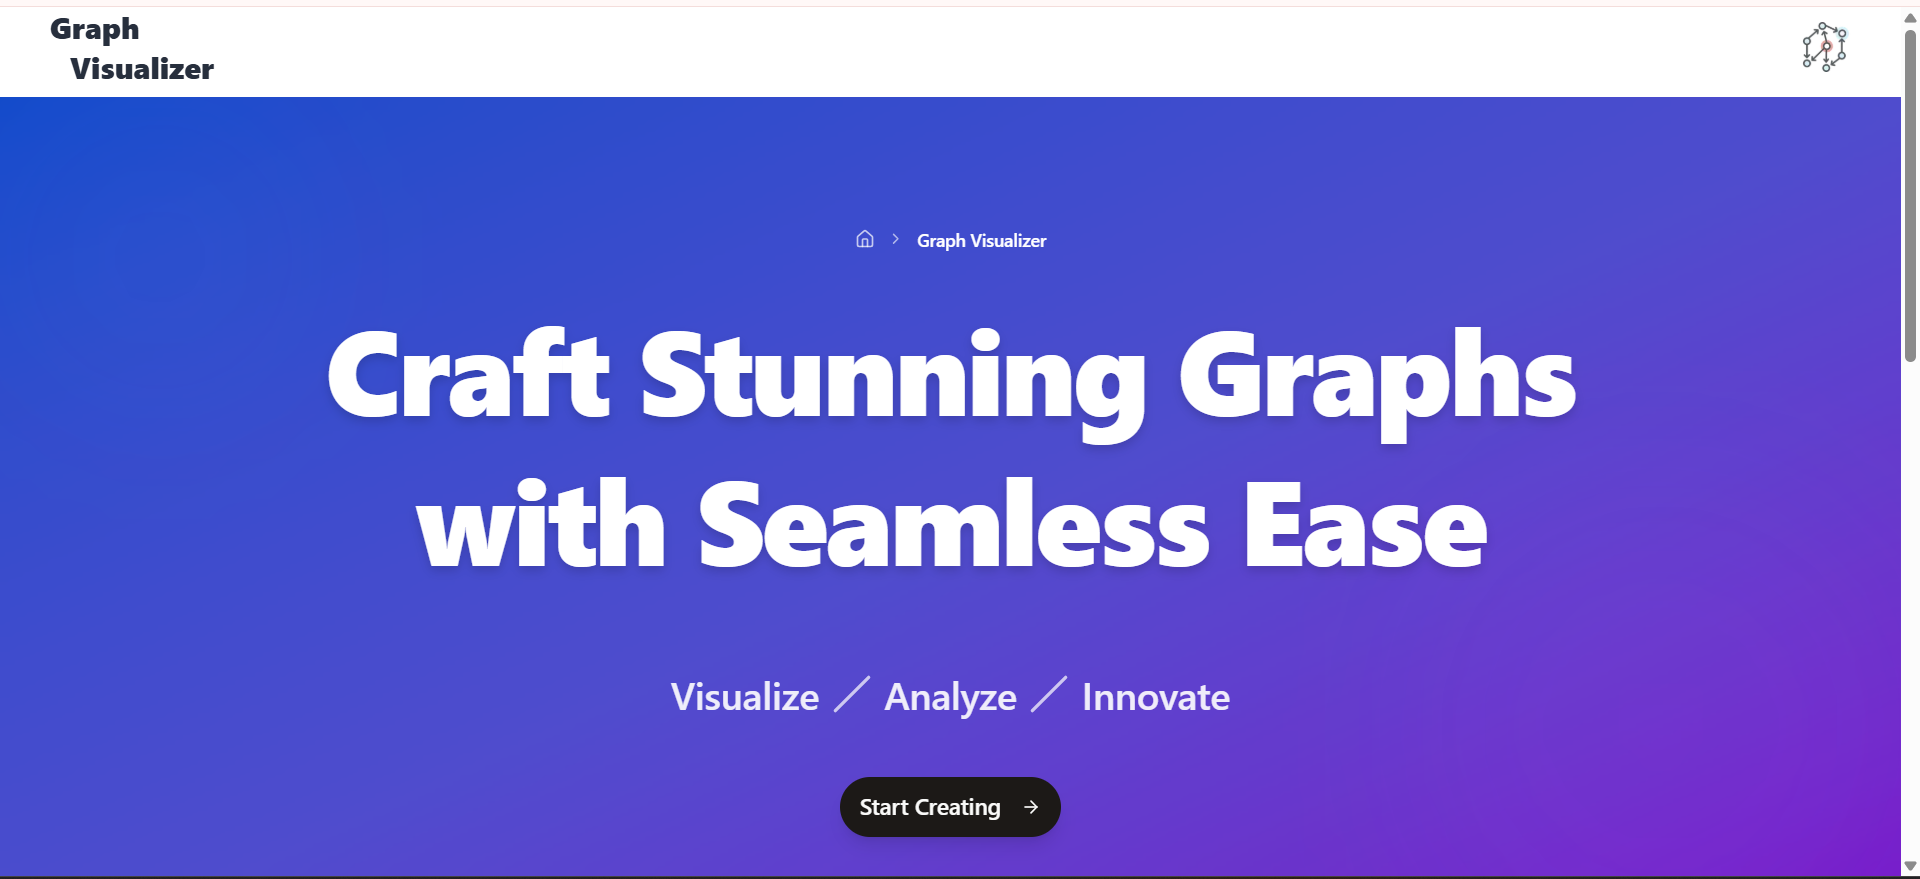 Graph
Visualizer
Graph Visualizer
Craft Stunning Graphs
with Seamless Ease
Visualize / Analyze / Innovate
Start Creating →